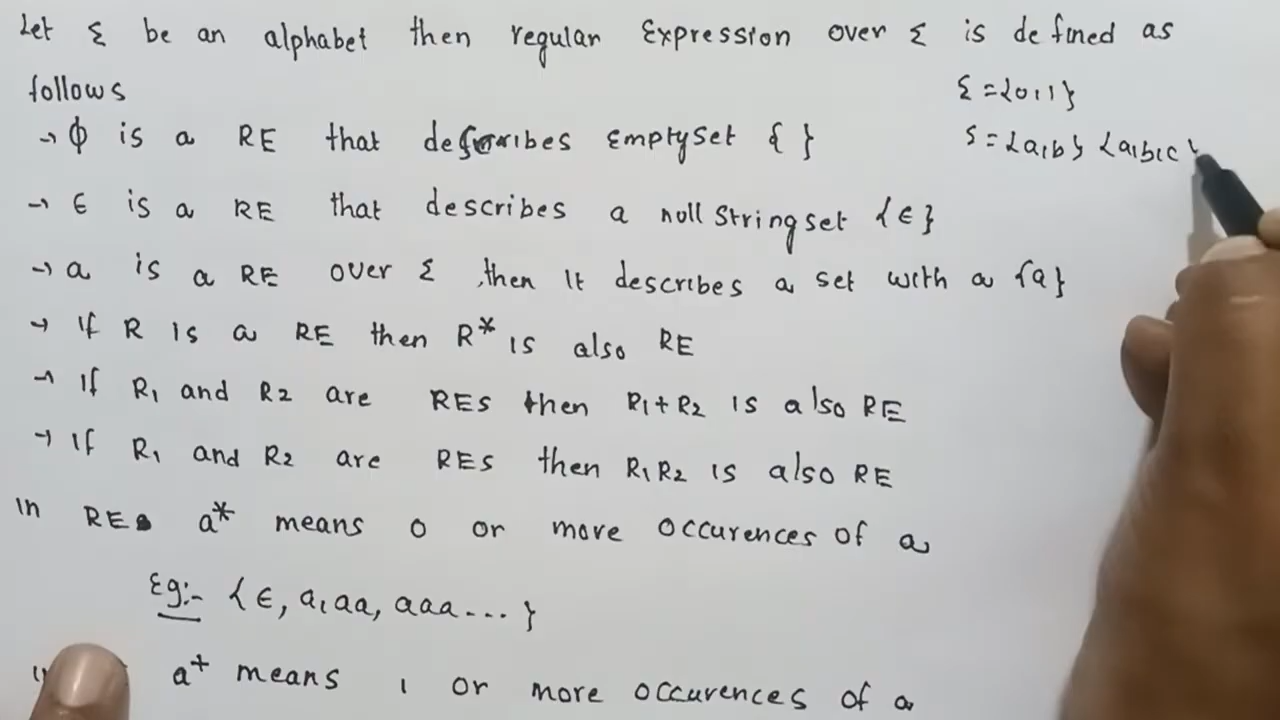 Let Σ be an alphabet then regular Expression over Σ is defined as
follows
Σ = {0,1}
→ ϕ is a RE that describes Emptyset { }
Σ = {a,b} {a,b,c}
→ ϵ is a RE that describes a null String set {ϵ}
→ a is a RE over Σ, then it describes a set with a {a}
→ If R is a RE then R* is also RE
→ If R1 and R2 are REs then R1+R2 is also RE
→ If R1 and R2 are REs then R1R2 is also RE
In RE a* means 0 or more occurences of a
Eg:- {ϵ, a, aa, aaa... }
a+ means 1 or more occurences of a